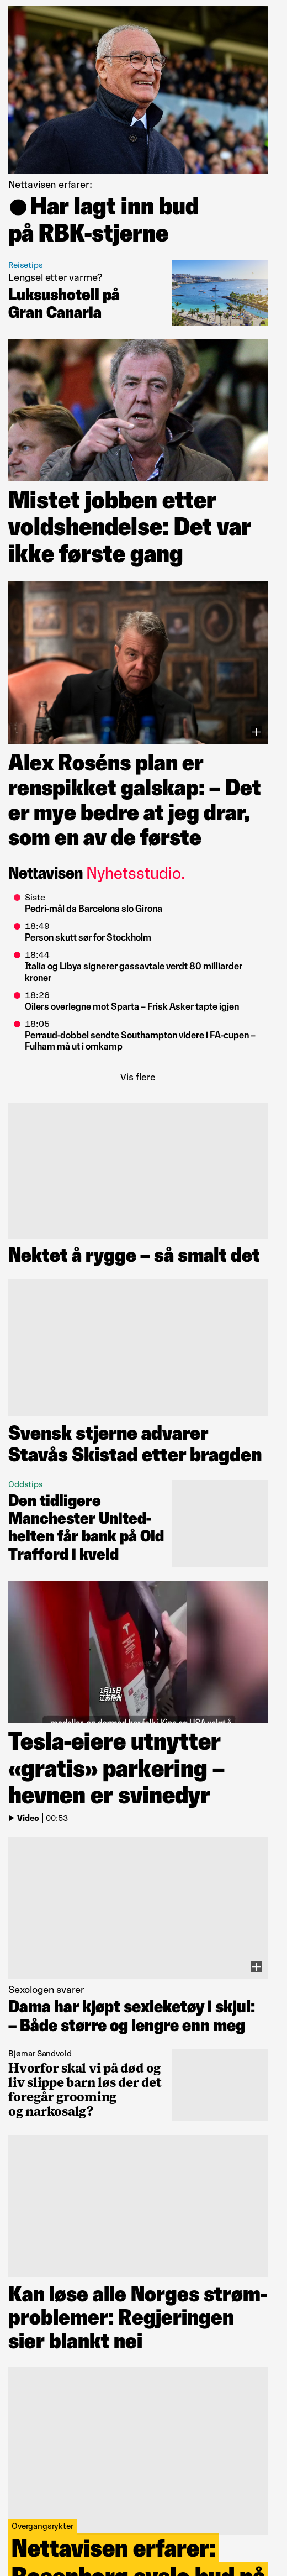 Nettavisen erfarer:
Har lagt inn bud
på RBK-stjerne
Reisetips
Lengsel etter varme?
Luksushotell på
Gran Canaria
Mistet jobben etter
voldshendelse: Det var
ikke første gang
Alex Roséns plan er
renspikket galskap: – Det
er mye bedre at jeg drar,
som en av de første
Nettavisen Nyhetsstudio.
Siste
Pedri-mål da Barcelona slo Girona
18:49
Person skutt sør for Stockholm
18:44
Italia og Libya signerer gassavtale verdt 80 milliarder
kroner
18:26
Oilers overlegne mot Sparta – Frisk Asker tapte igjen
18:05
Perraud-dobbel sendte Southampton videre i FA-cupen –
Fulham må ut i omkamp
Vis flere
Nektet å rygge – så smalt det
Svensk stjerne advarer
Stavås Skistad etter bragden
Oddstips
Den tidligere
Manchester United-
helten får bank på Old
Trafford i kveld
1月15日
江苏扬州
Tesla-eiere utnytter
«gratis» parkering –
hevnen er svinedyr
Video | 00:53
Sexologen svarer
Dama har kjøpt sexleketøy i skjul:
– Både større og lengre enn meg
Bjørnar Sandvold
Hvorfor skal vi på død og
liv slippe barn løs der det
foregår grooming
og narkosalg?
Kan løse alle Norges strøm-
problemer: Regjeringen
sier blankt nei
Overgangsrykter
Nettavisen erfarer:
Rosenborg avslo bud på